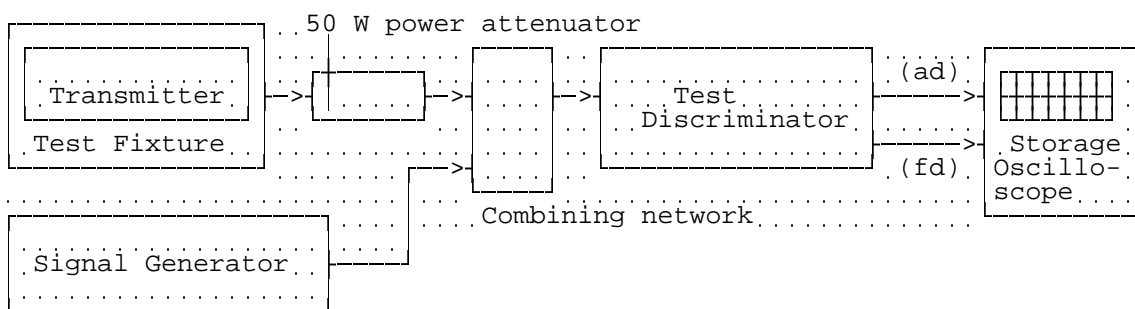 50 W power attenuator
(ad)
Transmitter
Test
Discriminator
Test Fixture
Storage
Oscillo-
scope
(fd)
Combining network
Signal Generator